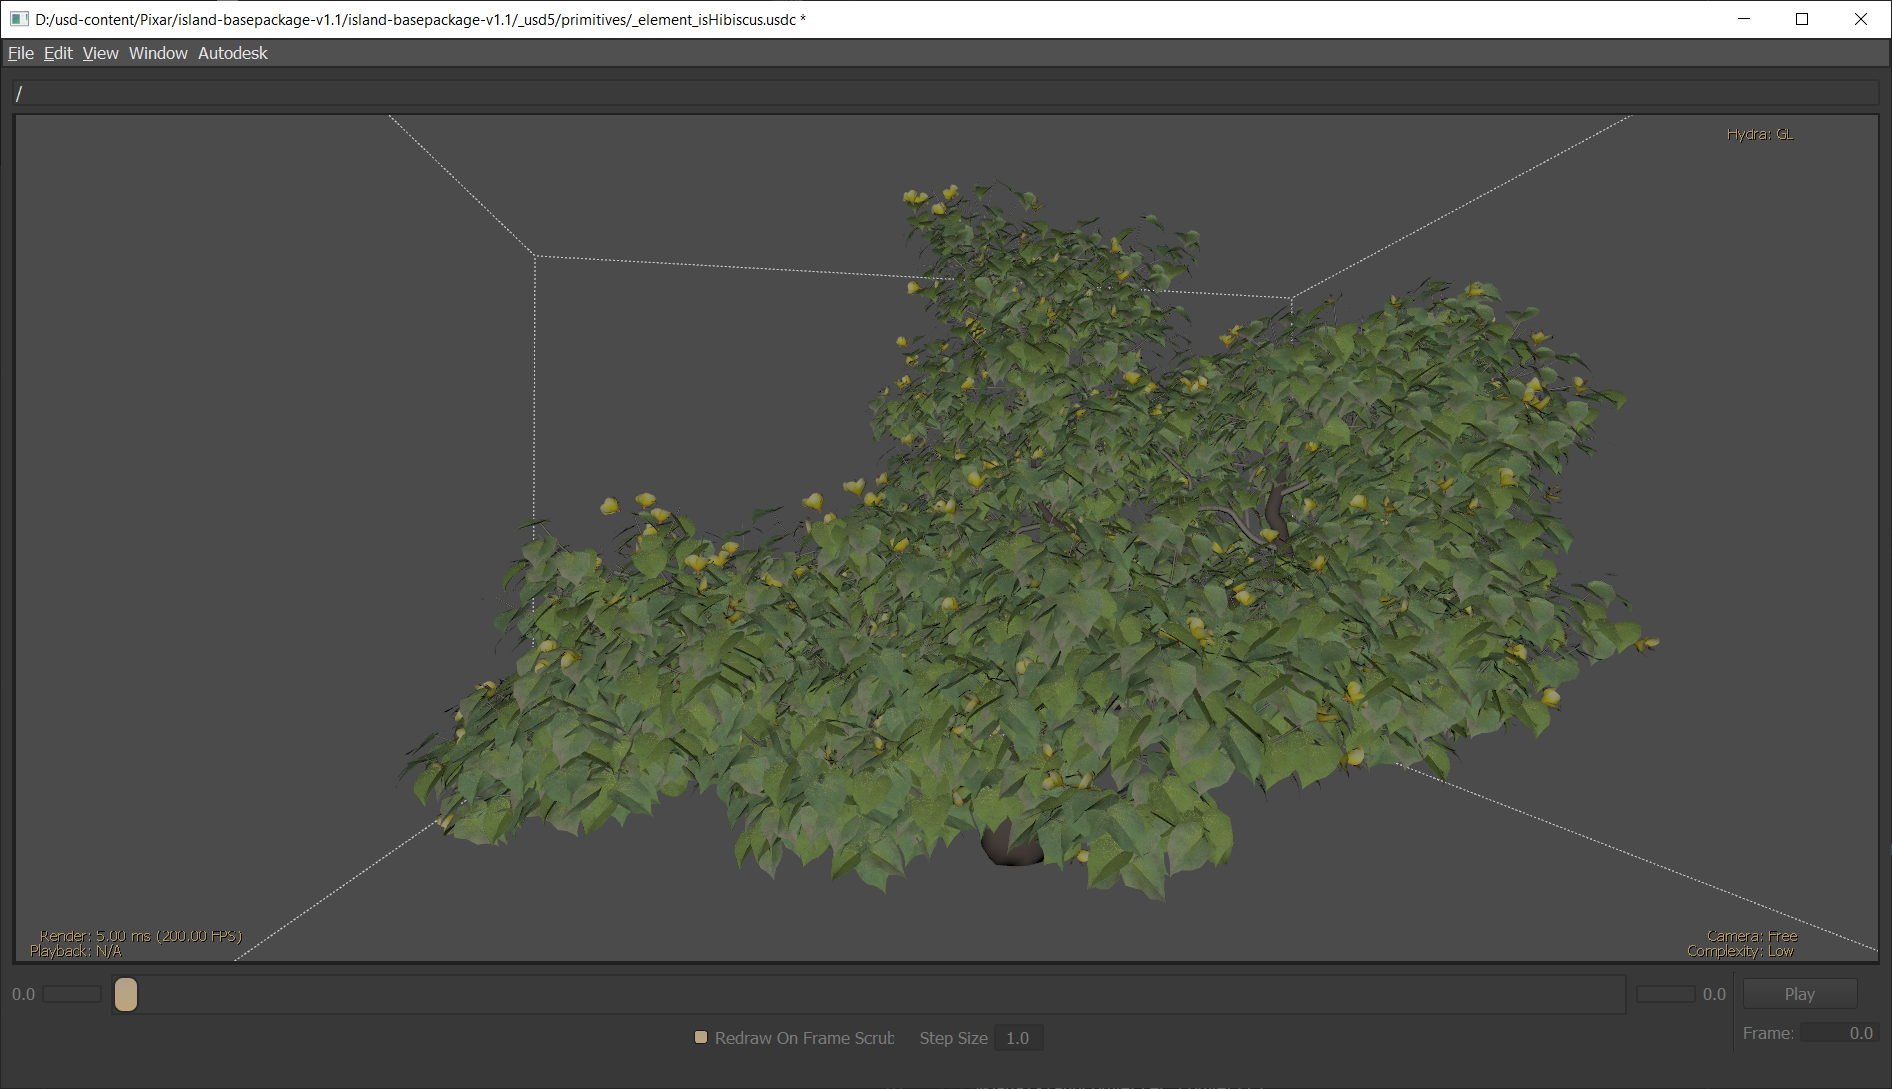 D:/usd-content/Pixar/island-basepackage-v1.1/island-basepackage-v1.1/_usd5/primitives/_element_isHibiscus.usdc *
File Edit View Window Autodesk
/
Hydra: GL
Render: 5.00 ms (200.00 FPS)
Playback: N/A
Camera: Free
Complexity: Low
0.0
0.0
Play
Redraw On Frame Scrub
Step Size 1.0
Frame: 0.0